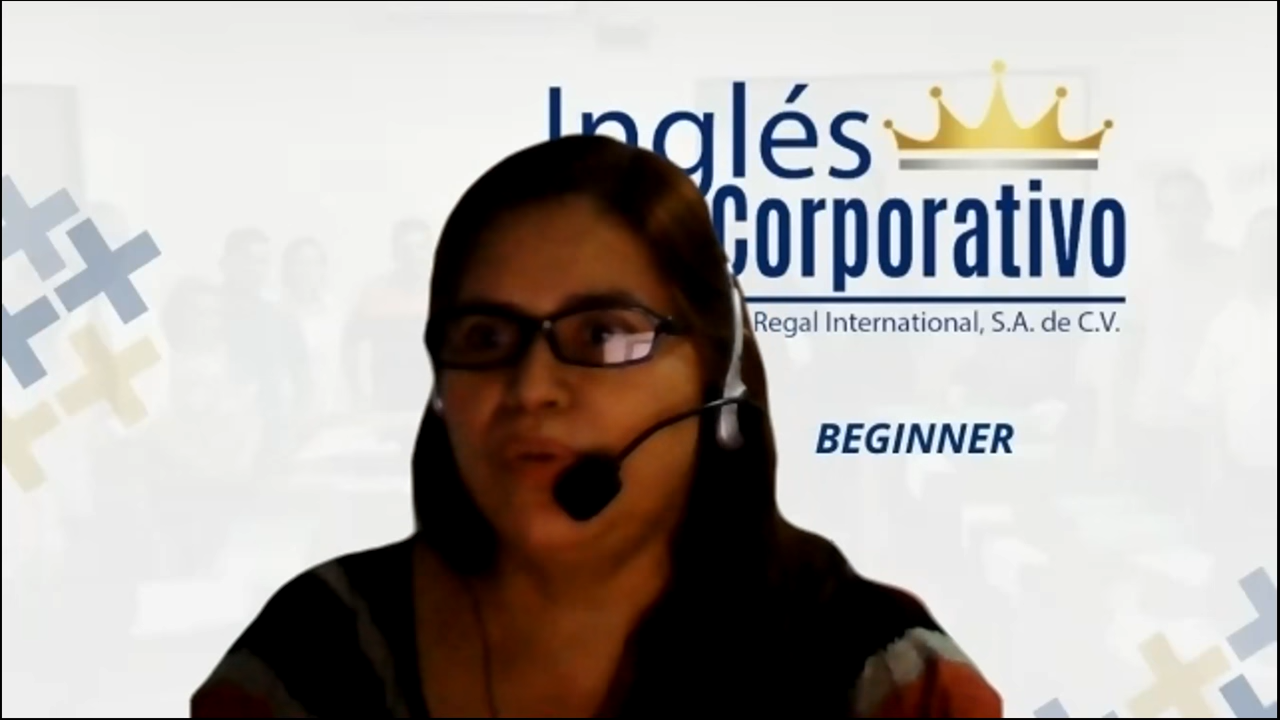 Inglés
Corporativo
Regal International, S.A. de C.V.
BEGINNER